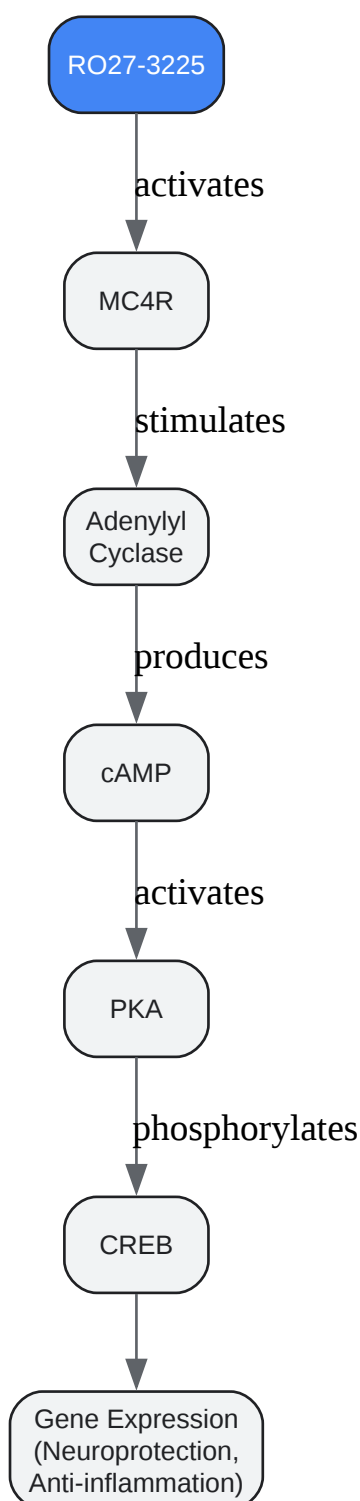 RO27-3225
activates
MC4R
stimulates
Adenylyl
Cyclase
produces
cAMP
activates
PKA
phosphorylates
CREB
Gene Expression
(Neuroprotection,
Anti-inflammation)